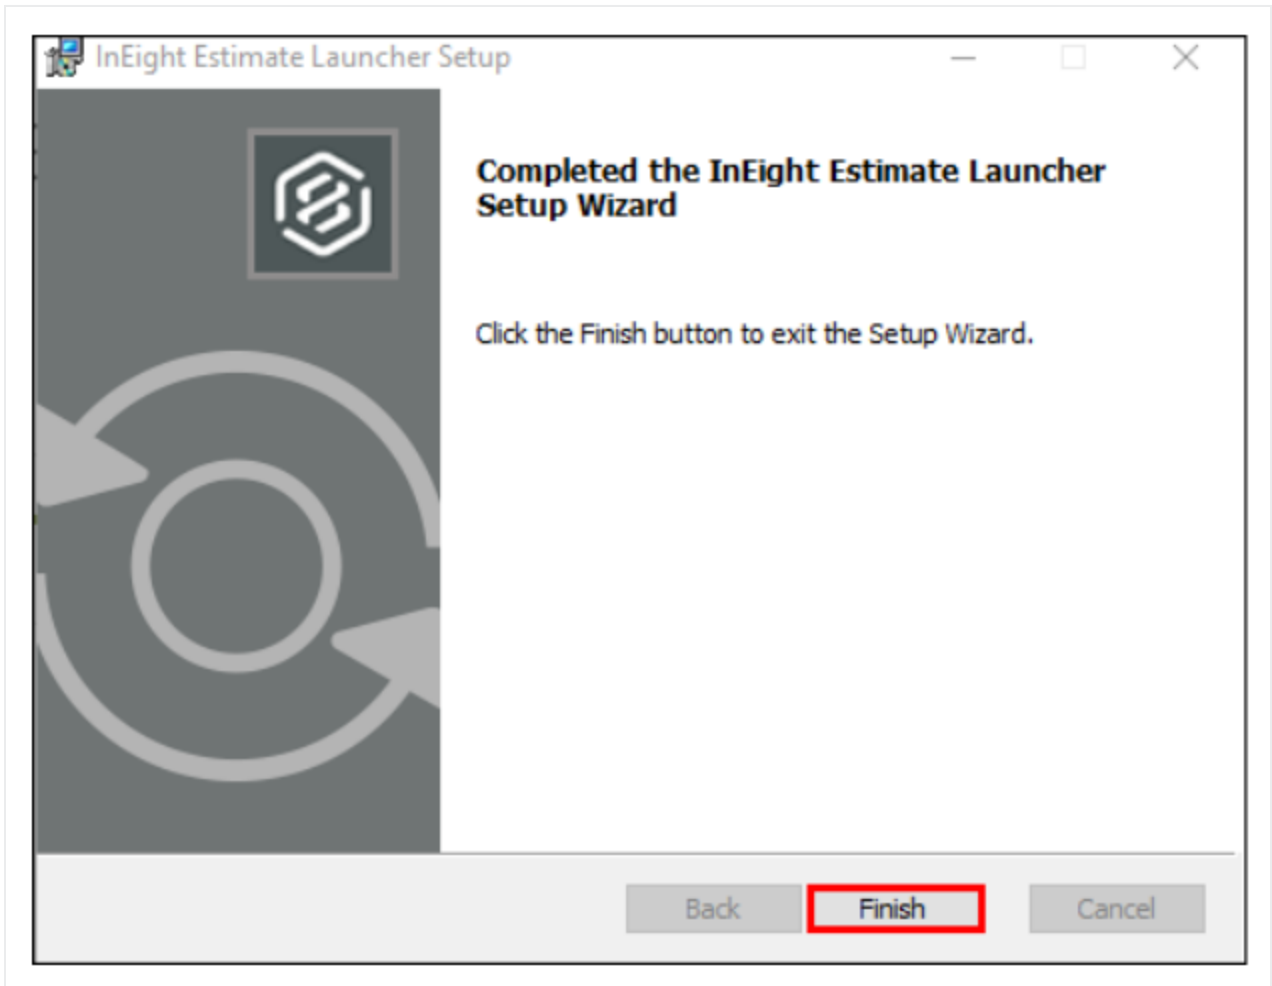 InEight Estimate Launcher Setup
Completed the InEight Estimate Launcher
Setup Wizard
Click the Finish button to exit the Setup Wizard.
Back
Finish
Cancel